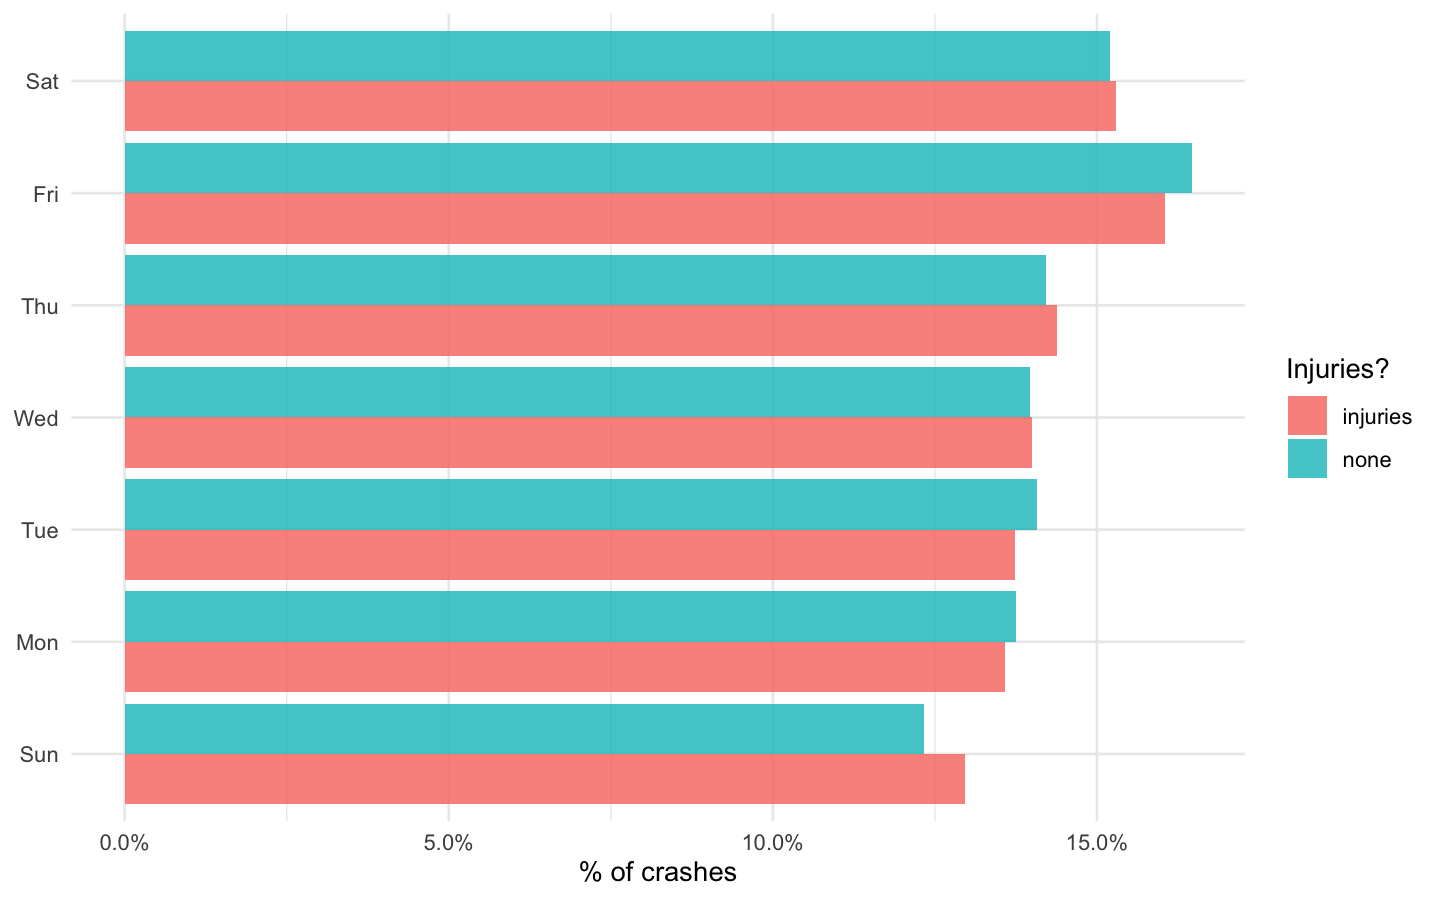 Sat
Fri
Thu
Wed
Tue
Mon
Sun
0.0% 5.0% 10.0% 15.0%
% of crashes
Injuries?
injuries
none